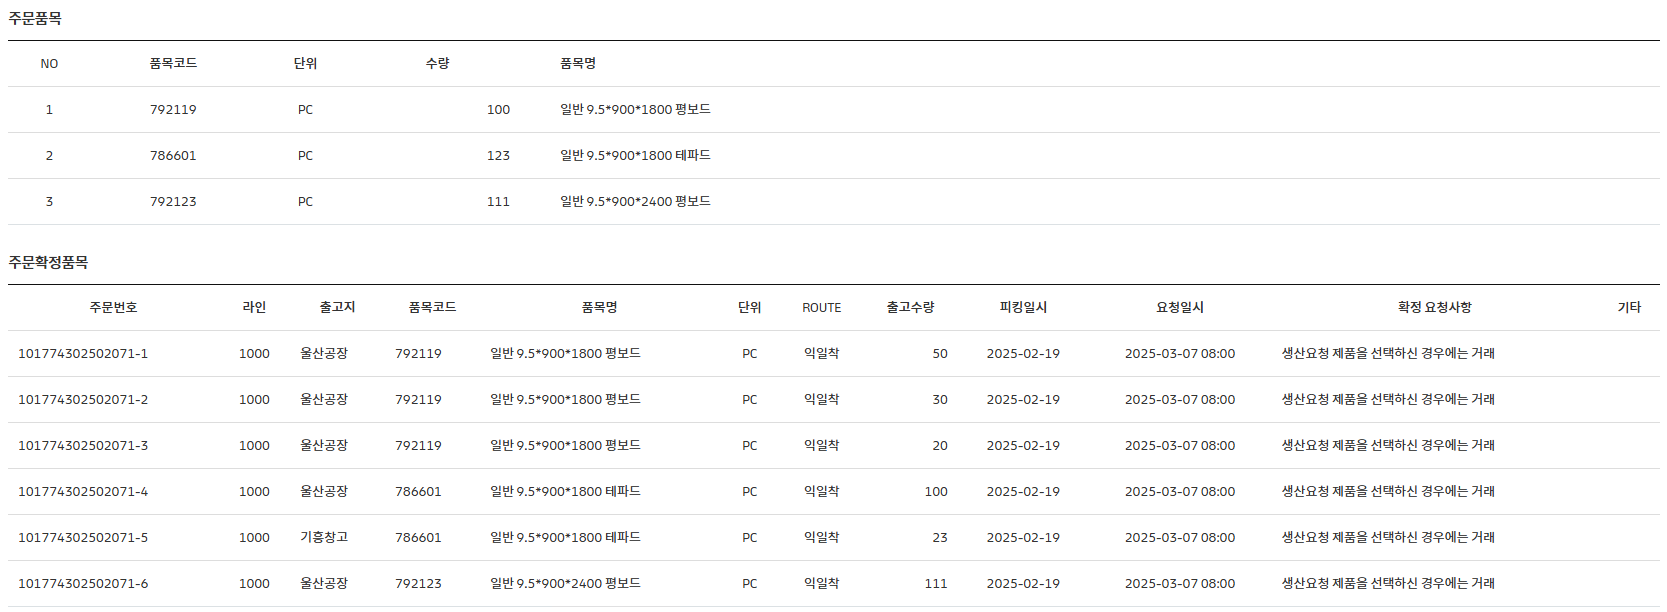 주문품목
NO 품목코드 단위 수량 품목명
1 792119 PC 100 일반 9.5*900*1800 평보드
2 786601 PC 123 일반 9.5*900*1800 테파드
3 792123 PC 111 일반 9.5*900*2400 평보드
주문확정품목
주문번호 라인 출고지 품목코드 품목명 단위 ROUTE 출고수량 피킹일시 요청일시 확정 요청사항 기타
101774302502071-1 1000 울산공장 792119 일반 9.5*900*1800 평보드 PC 익일착 50 2025-02-19 2025-03-07 08:00 생산요청 제품을 선택하신 경우에는 거래
101774302502071-2 1000 울산공장 792119 일반 9.5*900*1800 평보드 PC 익일착 30 2025-02-19 2025-03-07 08:00 생산요청 제품을 선택하신 경우에는 거래
101774302502071-3 1000 울산공장 792119 일반 9.5*900*1800 평보드 PC 익일착 20 2025-02-19 2025-03-07 08:00 생산요청 제품을 선택하신 경우에는 거래
101774302502071-4 1000 울산공장 786601 일반 9.5*900*1800 테파드 PC 익일착 100 2025-02-19 2025-03-07 08:00 생산요청 제품을 선택하신 경우에는 거래
101774302502071-5 1000 기흥창고 786601 일반 9.5*900*1800 테파드 PC 익일착 23 2025-02-19 2025-03-07 08:00 생산요청 제품을 선택하신 경우에는 거래
101774302502071-6 1000 울산공장 792123 일반 9.5*900*2400 평보드 PC 익일착 111 2025-02-19 2025-03-07 08:00 생산요청 제품을 선택하신 경우에는 거래